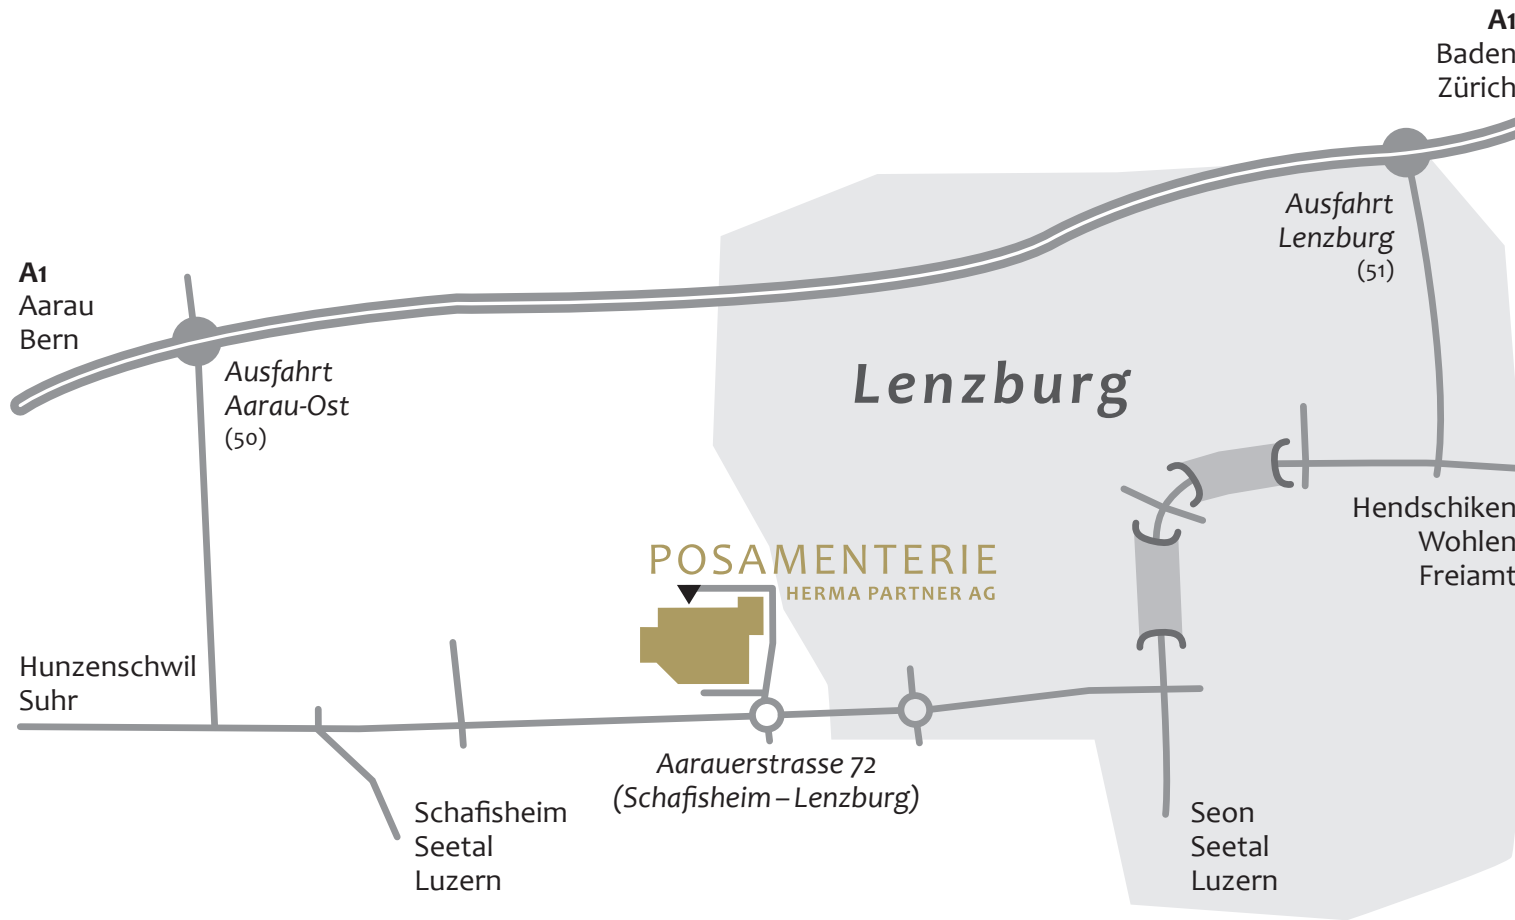 A1
Baden
Zürich
Ausfahrt
Lenzburg
(51)
A1
Aarau
Bern
Ausfahrt
Aarau-Ost
(50)
Lenzburg
Hendschiken
Wohlen
Freiamt
POSAMENTERIE
HERMA PARTNER AG
Hunzenschwil
Suhr
Aarauerstrasse 72
(Schafisheim – Lenzburg)
Schafisheim
Seetal
Luzern
Seon
Seetal
Luzern